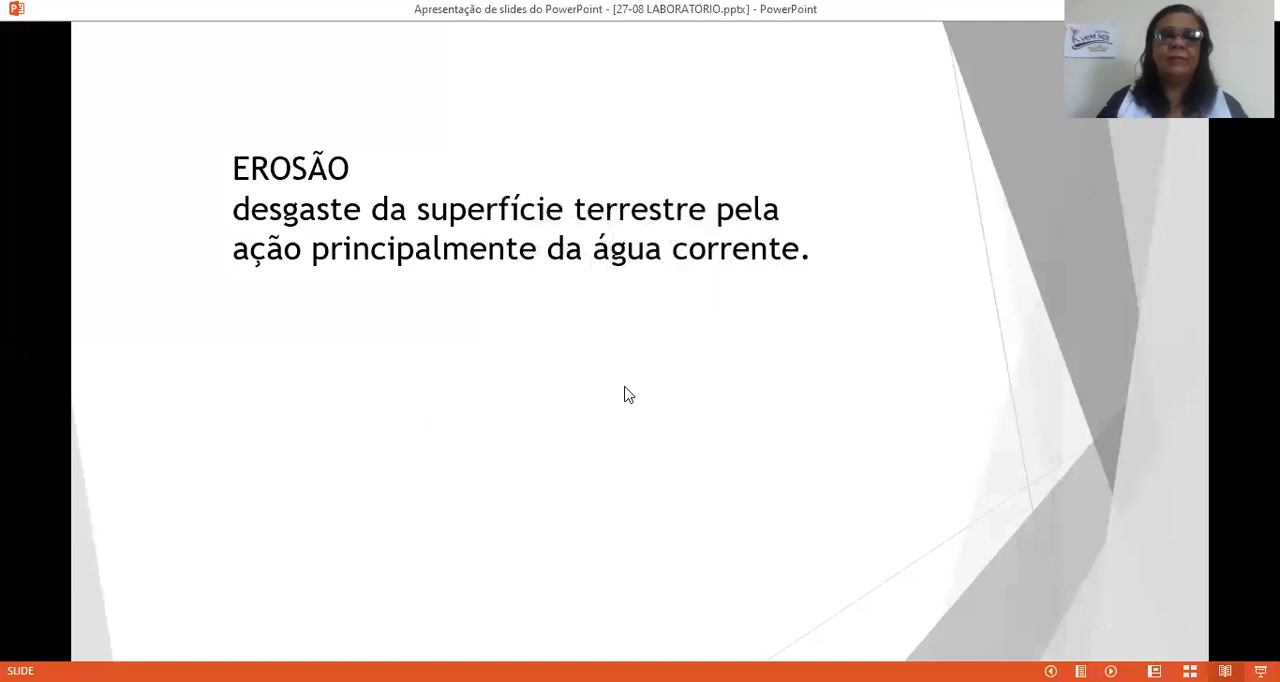 Apresentação de slides do PowerPoint - [27-08 LABORATORIO.pptx] - PowerPoint
EROSÃO
desgaste da superfície terrestre pela
ação principalmente da água corrente.
SLIDE